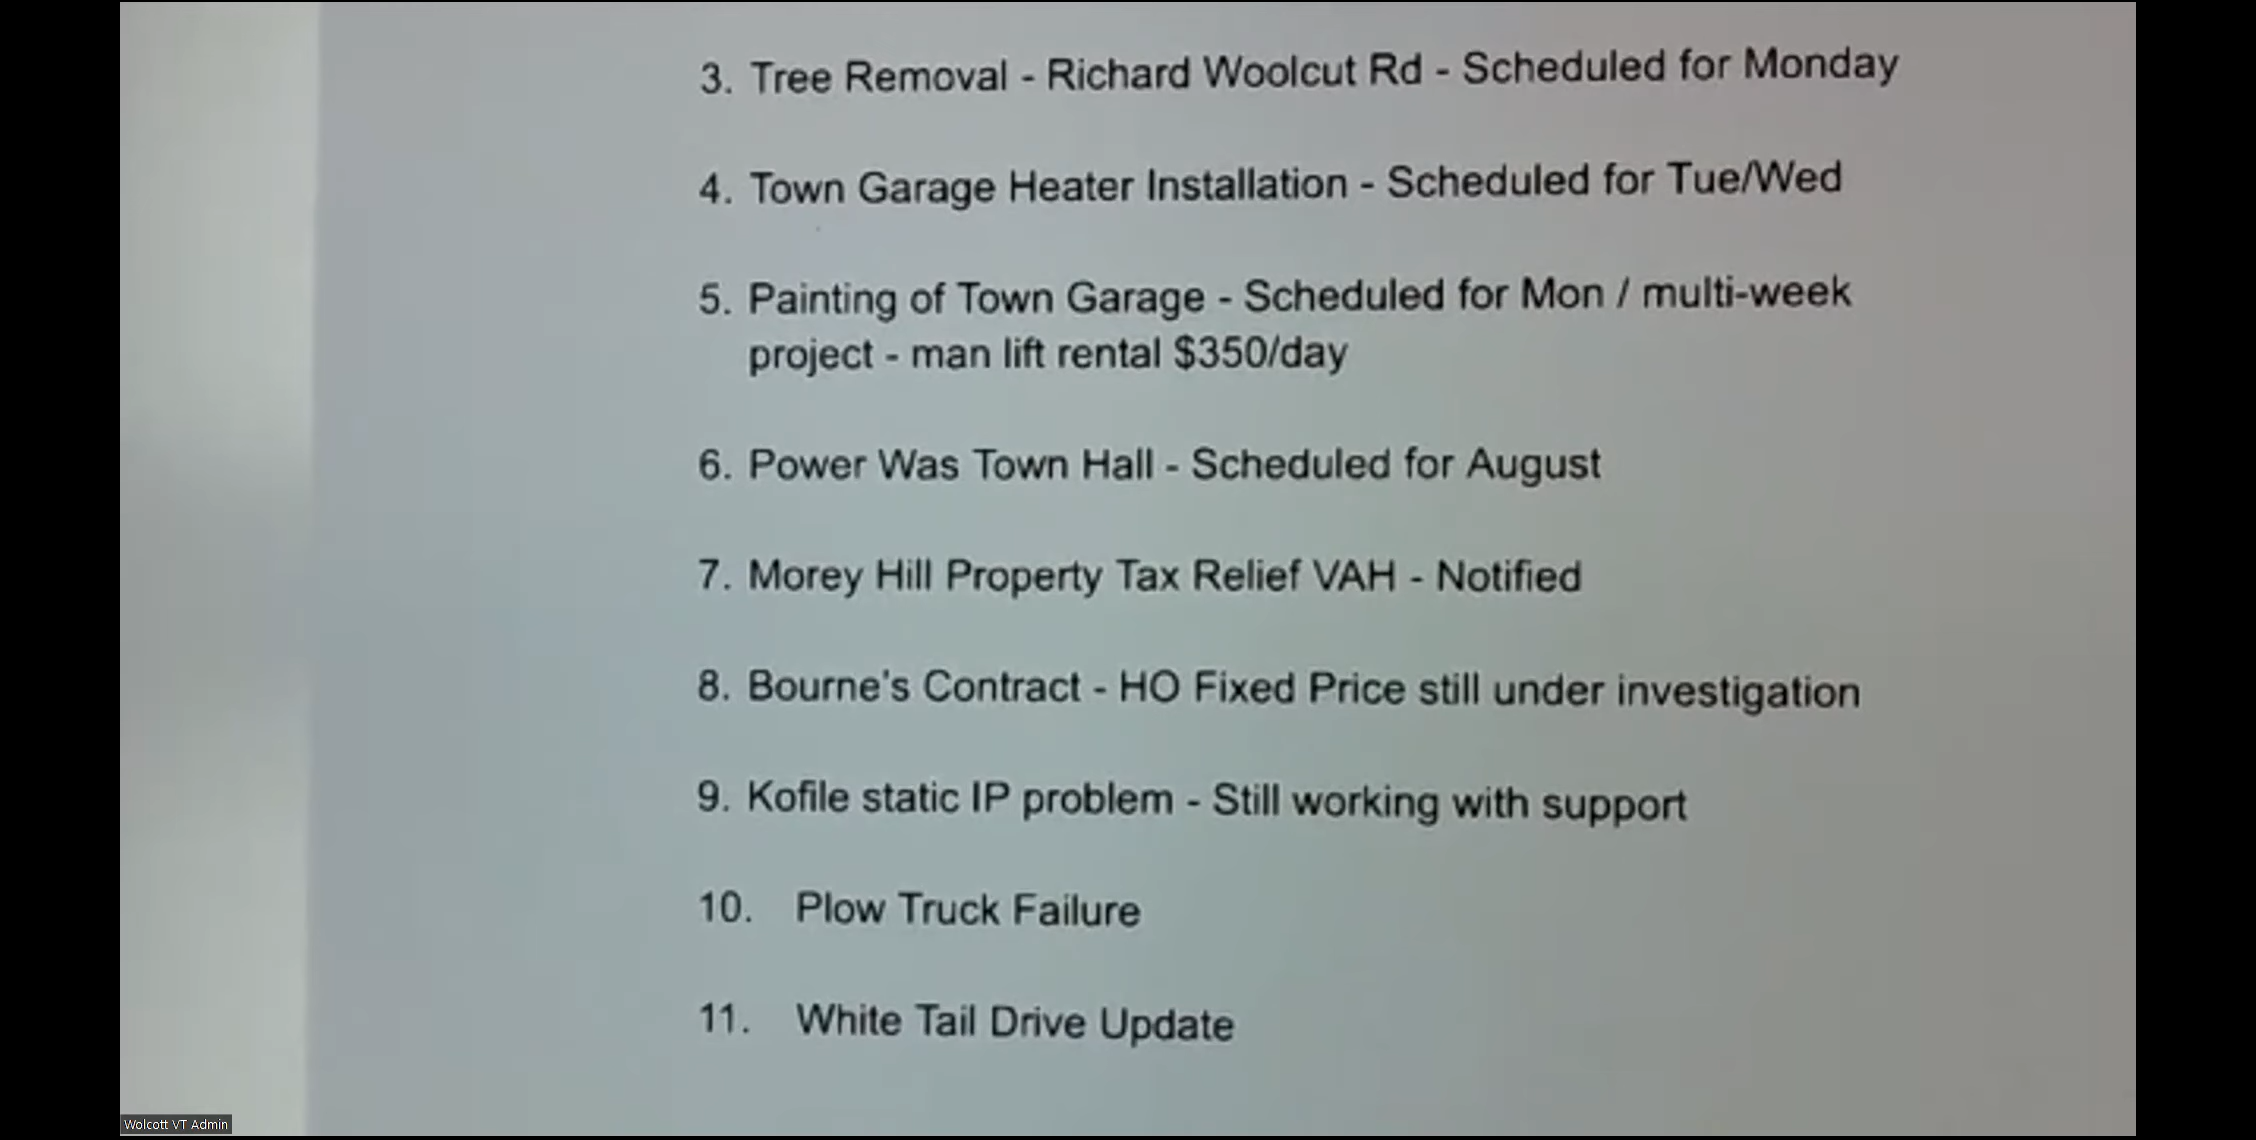 3. Tree Removal - Richard Woolcut Rd - Scheduled for Monday
4. Town Garage Heater Installation - Scheduled for Tue/Wed
5. Painting of Town Garage - Scheduled for Mon / multi-week
project - man lift rental $350/day
6. Power Was Town Hall - Scheduled for August
7. Morey Hill Property Tax Relief VAH - Notified
8. Bourne's Contract - HO Fixed Price still under investigation
9. Kofile static IP problem - Still working with support
10. Plow Truck Failure
11. White Tail Drive Update
Wolcott VT Admin